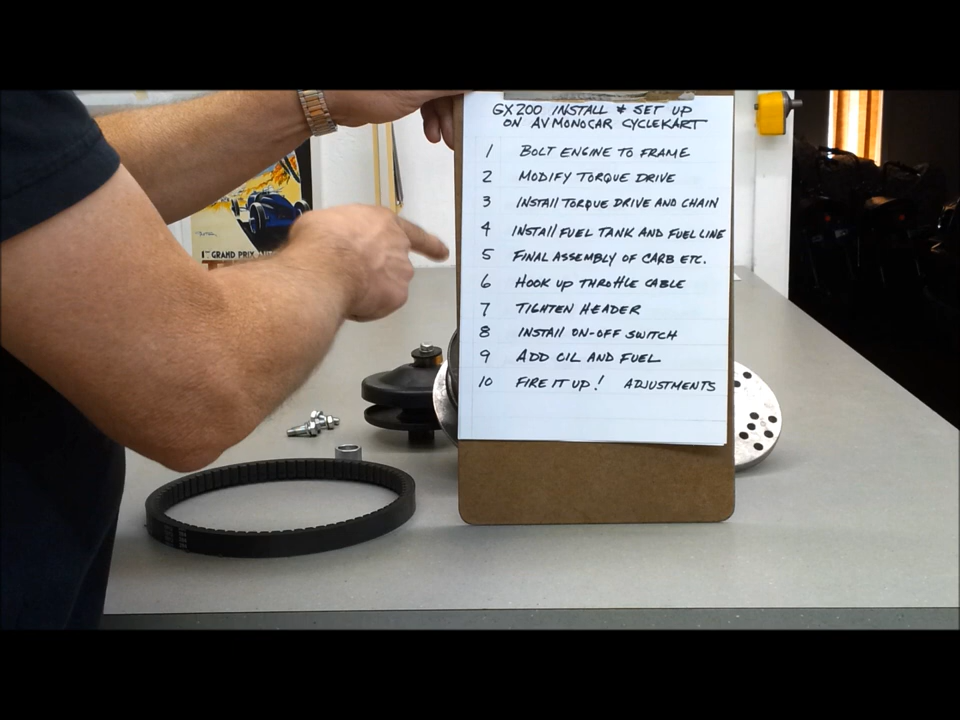 GX200 INSTALL & SET UP
ON AV MONOCAR CYCLEKART
1 BOLT ENGINE TO FRAME
2 MODIFY TORQUE DRIVE
3 INSTALL TORQUE DRIVE AND CHAIN
4 INSTALL FUEL TANK AND FUEL LINE
5 FINAL ASSEMBLY OF CARB ETC.
6 HOOK UP THROTTLE CABLE
7 TIGHTEN HEADER
8 INSTALL ON-OFF SWITCH
9 ADD OIL AND FUEL
10 FIRE IT UP! ADJUSTMENTS
GRAND PRIX